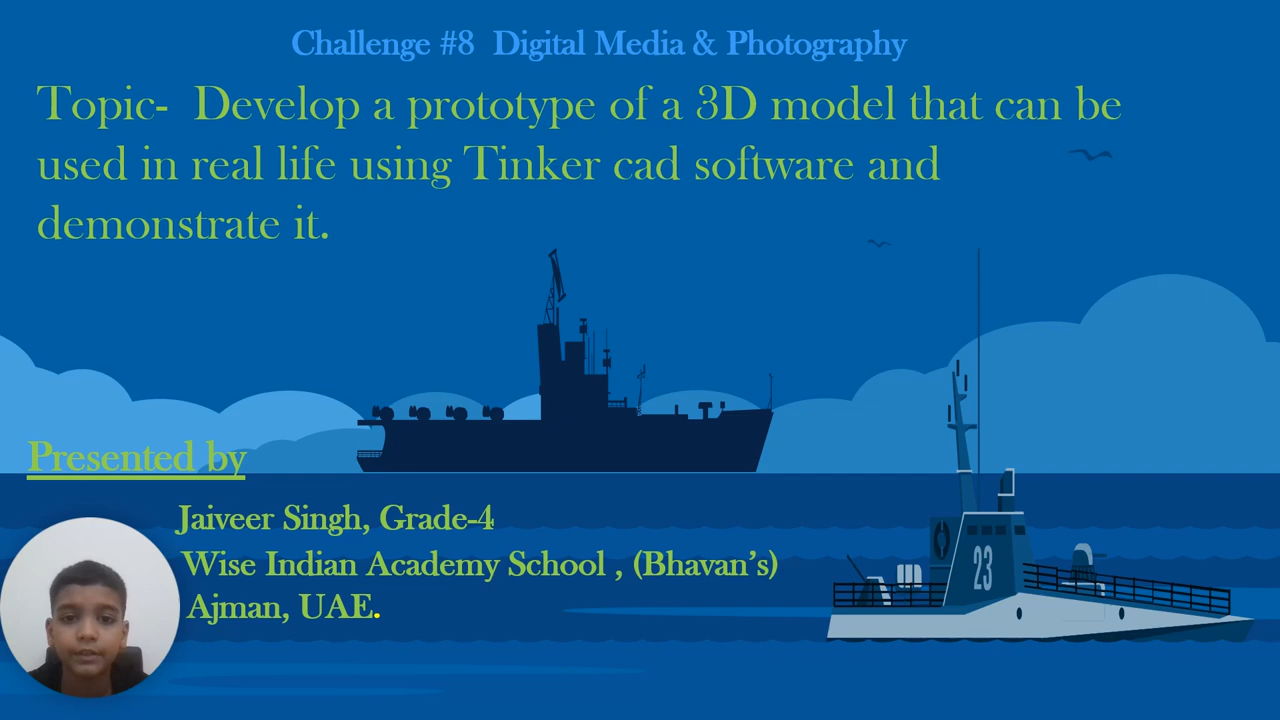 Challenge #8 Digital Media & Photography
Topic- Develop a prototype of a 3D model that can be
used in real life using Tinker cad software and
demonstrate it.
Presented by
Jaiveer Singh, Grade-4
Wise Indian Academy School , (Bhavan's)
Ajman, UAE.
23